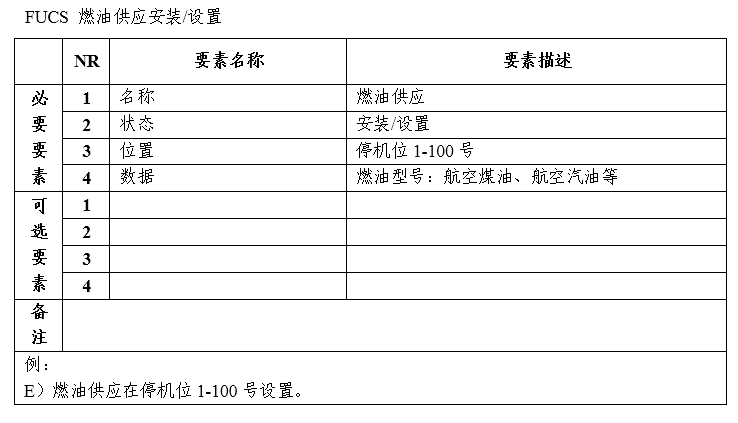 FUCS 燃油供应安装/设置
NR 要素名称 要素描述
必要要素
1 名称 燃油供应
2 状态 安装/设置
3 位置 停机位 1-100 号
4 数据 燃油型号：航空煤油、航空汽油等
可选要素
1
2
3
4
备注
例：
E）燃油供应在停机位 1-100 号设置。